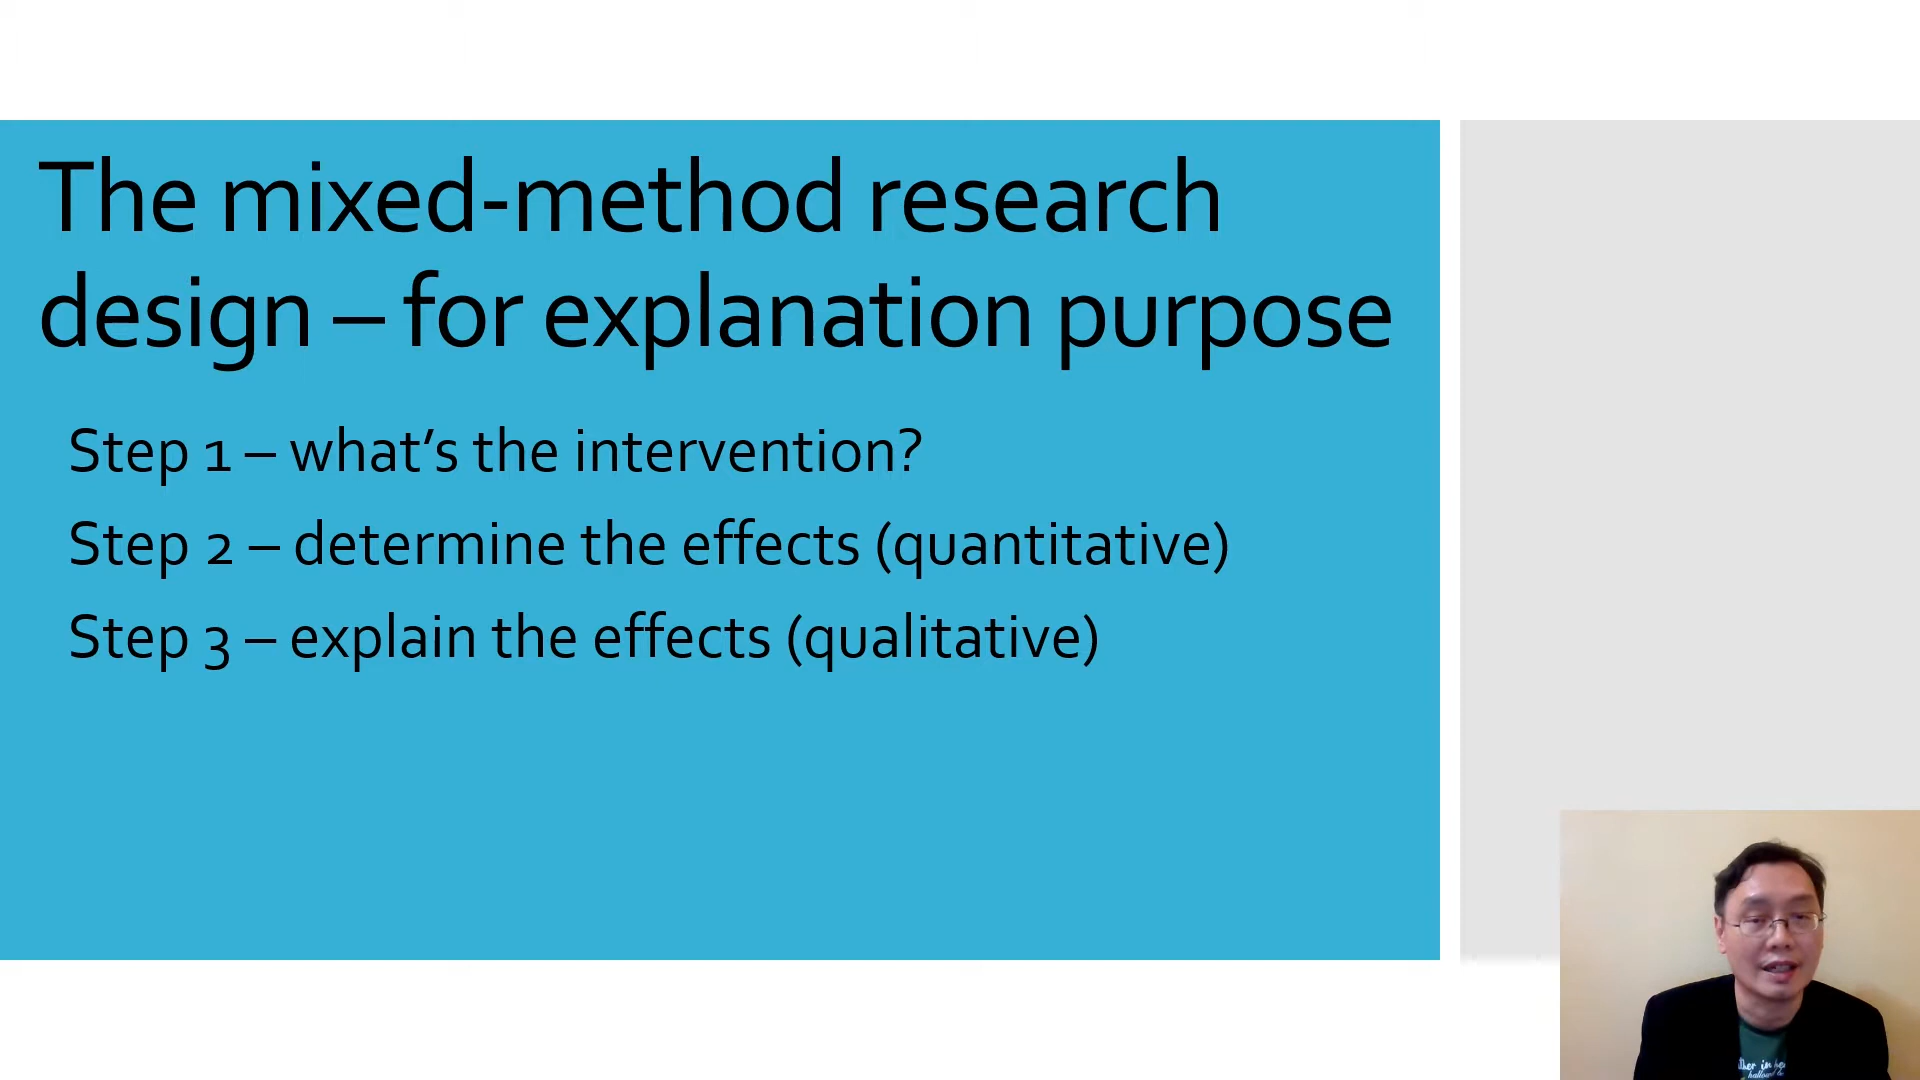 The mixed-method research
design – for explanation purpose
Step 1 – what’s the intervention?
Step 2 – determine the effects (quantitative)
Step 3 – explain the effects (qualitative)